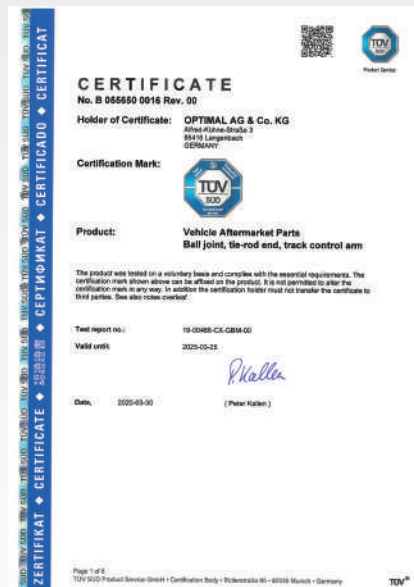 CERTIFICATE
No. B 065650 0016 Rev. 00
Holder of Certificate: OPTIMAL AG & Co. KG
Alfred-Kühne-Straße 3
85416 Langenbach
GERMANY
Certification Mark:
TÜV
SÜD
Product Service
Product: Vehicle Aftermarket Parts
Ball joint, tie-rod end, track control arm
The product was tested on a voluntary basis and complies with the essential requirements. The
certification mark shown above can be affixed on the product. It is not permitted to alter the
certification mark in any way. In addition the certification holder must not transfer the certificate to
third parties. See also notes overleaf.
Test report no.: 19-00468-CX-GBM-00
Valid until: 2025-03-25
P. Kallen
Date, 2020-03-30 ( Peter Kallen )
Page 1 of 6
TÜV SÜD Product Service GmbH • Certification Body • Ridlerstraße 65 • 80339 Munich • Germany
TÜV®
ZERTIFIKAT ◆ CERTIFICATE ◆ ◆ СЕРТИФИКАТ ◆ CERTIFICADO ◆ CERTIFICAT